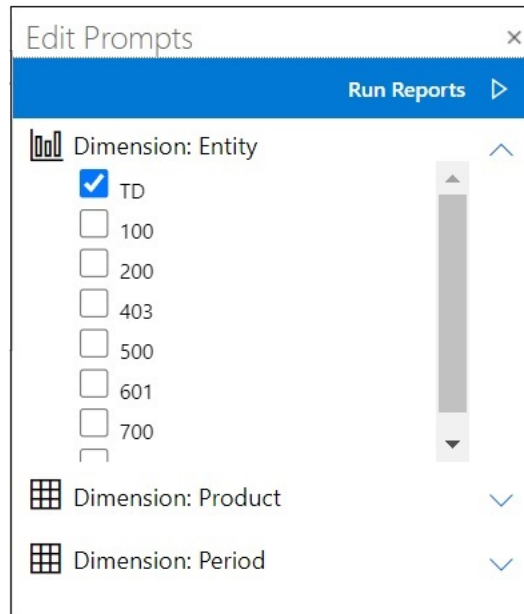 Edit Prompts
Run Reports
Dimension: Entity
TD
100
200
403
500
601
700
Dimension: Product
Dimension: Period